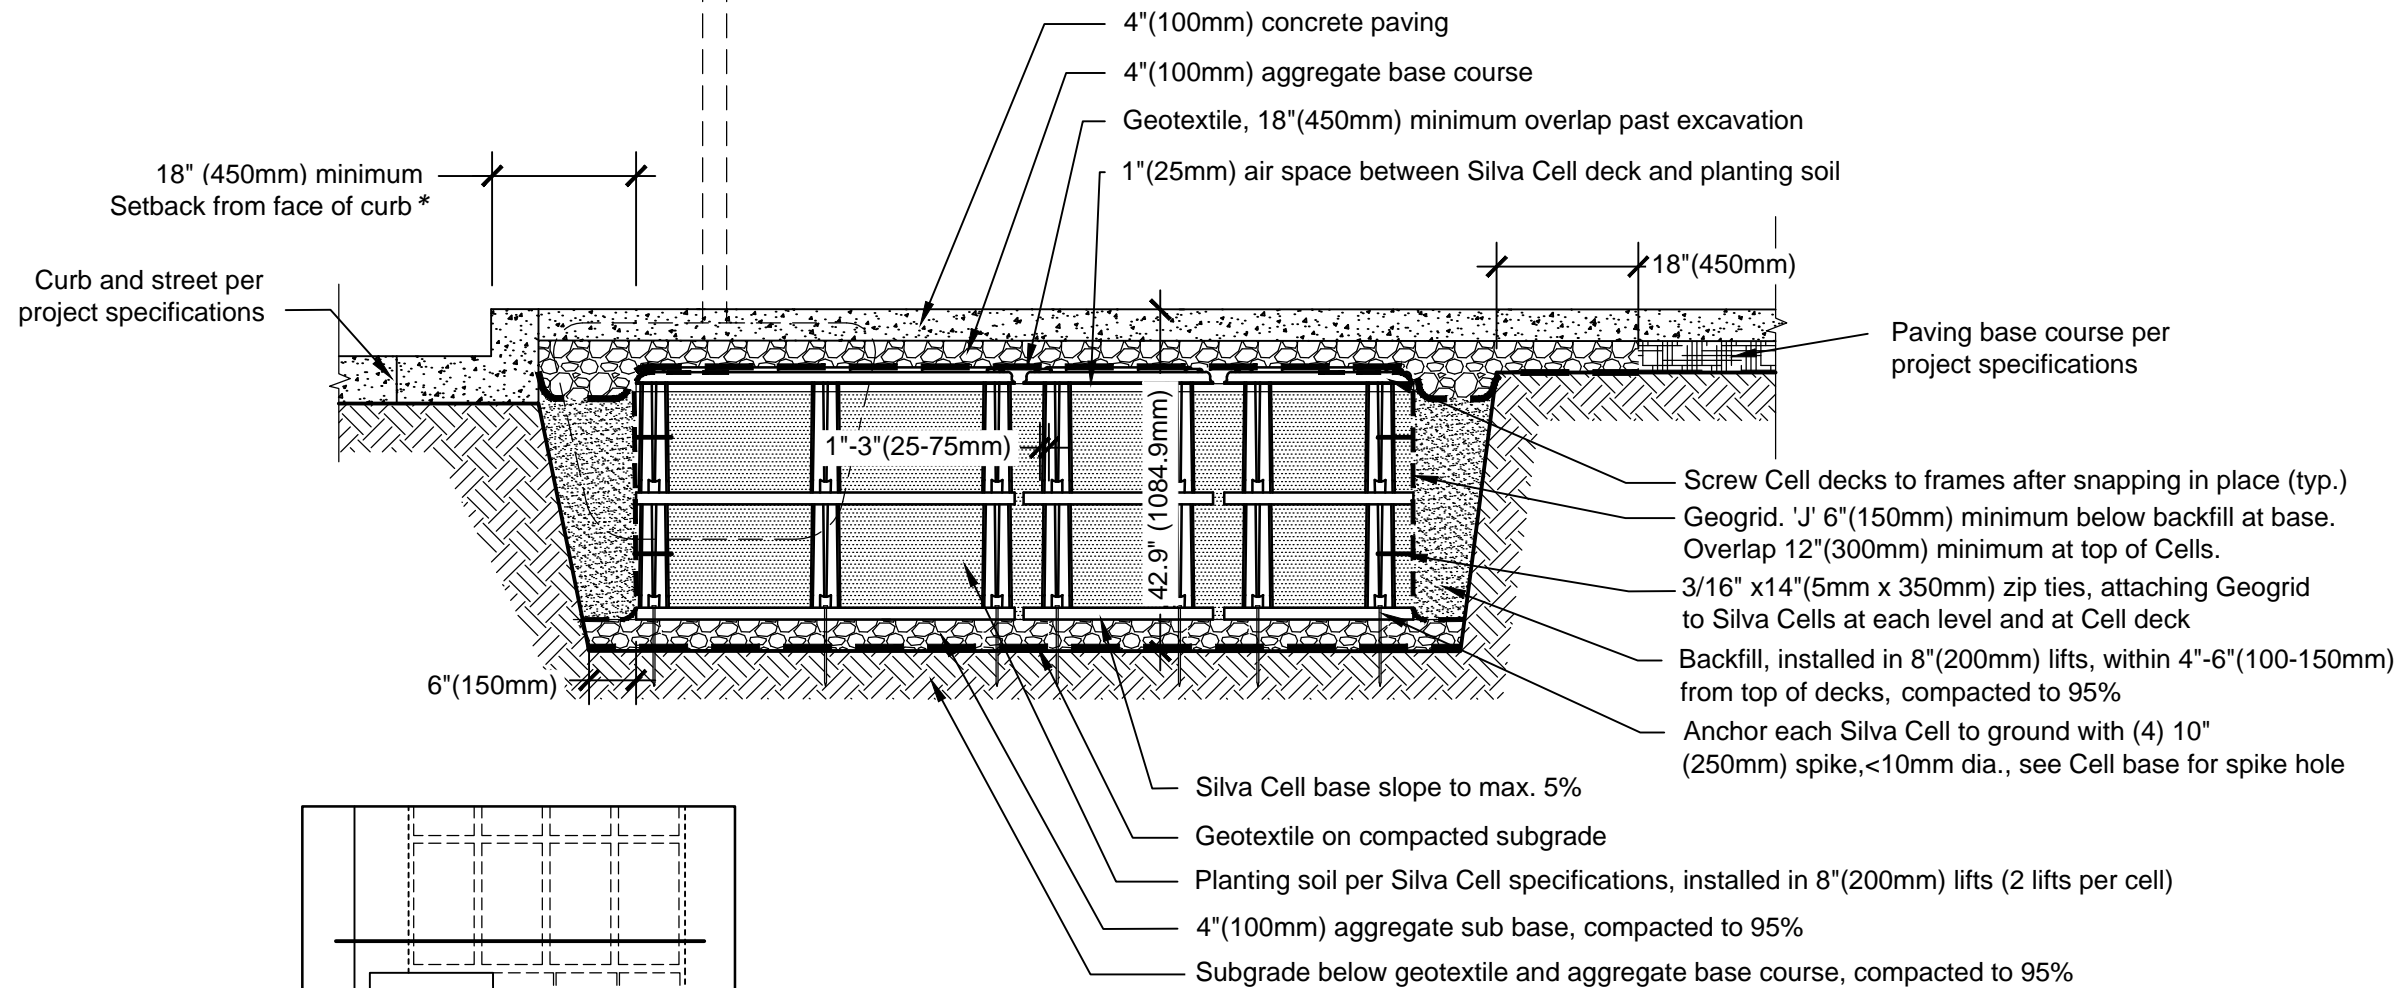 4"(100mm) concrete paving
4"(100mm) aggregate base course
Geotextile, 18"(450mm) minimum overlap past excavation
1"(25mm) air space between Silva Cell deck and planting soil
18" (450mm) minimum
Setback from face of curb *
Curb and street per
project specifications
18"(450mm)
Paving base course per
project specifications
1"-3"(25-75mm)
42.9" (1084.9mm)
6"(150mm)
Screw Cell decks to frames after snapping in place (typ.)
Geogrid. 'J' 6"(150mm) minimum below backfill at base.
Overlap 12"(300mm) minimum at top of Cells.
3/16" x14"(5mm x 350mm) zip ties, attaching Geogrid
to Silva Cells at each level and at Cell deck
Backfill, installed in 8"(200mm) lifts, within 4"-6"(100-150mm)
from top of decks, compacted to 95%
Anchor each Silva Cell to ground with (4) 10"
(250mm) spike,<10mm dia., see Cell base for spike hole
Silva Cell base slope to max. 5%
Geotextile on compacted subgrade
Planting soil per Silva Cell specifications, installed in 8"(200mm) lifts (2 lifts per cell)
4"(100mm) aggregate sub base, compacted to 95%
Subgrade below geotextile and aggregate base course, compacted to 95%